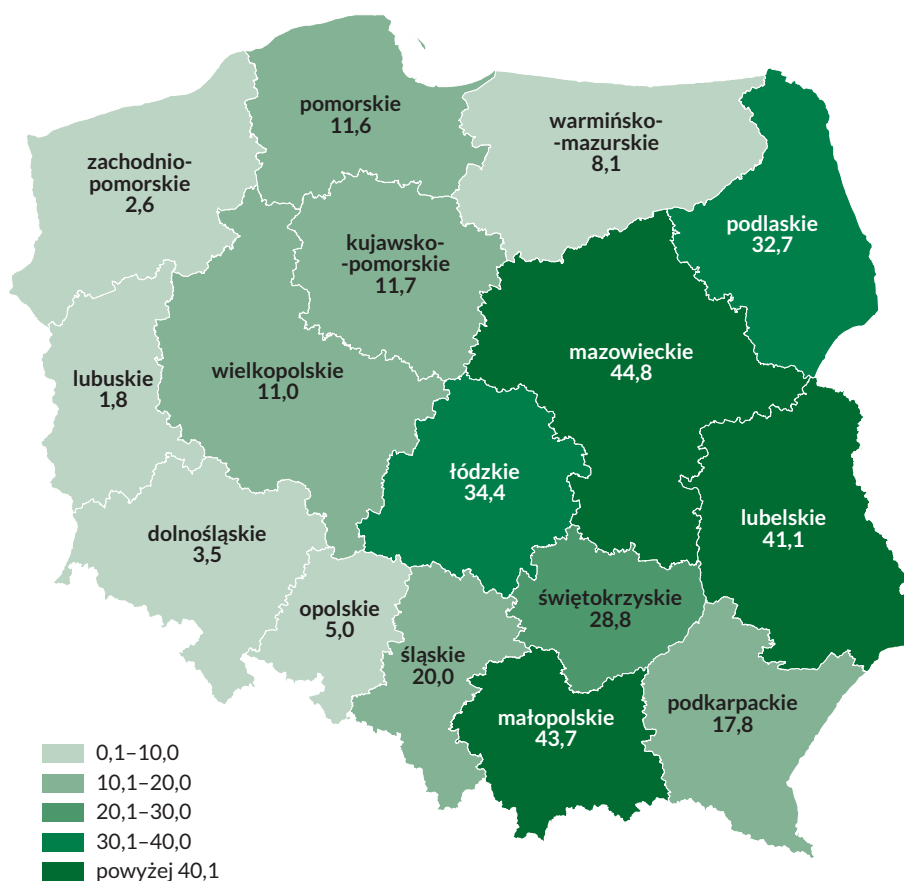 pomorskie
11,6
warmińsko-
-mazurskie
8,1
zachodnio-
pomorskie
2,6
podlaskie
32,7
kujawsko-
-pomorskie
11,7
mazowieckie
44,8
wielkopolskie
11,0
lubuskie
1,8
łódzkie
34,4
lubelskie
41,1
dolnośląskie
3,5
świętokrzyskie
28,8
opolskie
5,0
śląskie
20,0
małopolskie
43,7
podkarpackie
17,8
0,1–10,0
10,1–20,0
20,1–30,0
30,1–40,0
powyżej 40,1